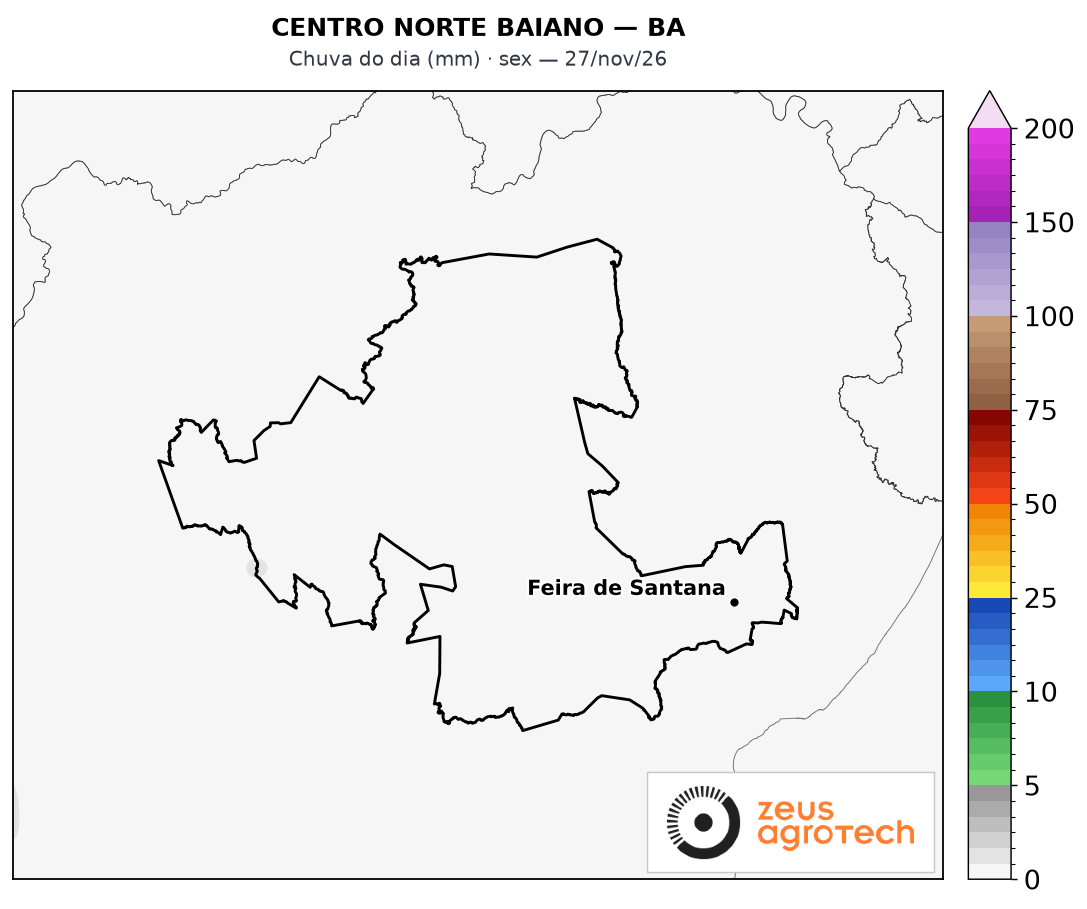 CENTRO NORTE BAIANO — BA
Chuva do dia (mm) · sex — 27/nov/26
200
150
100
75
50
25
10
5
0
Feira de Santana
zeus
agrotech